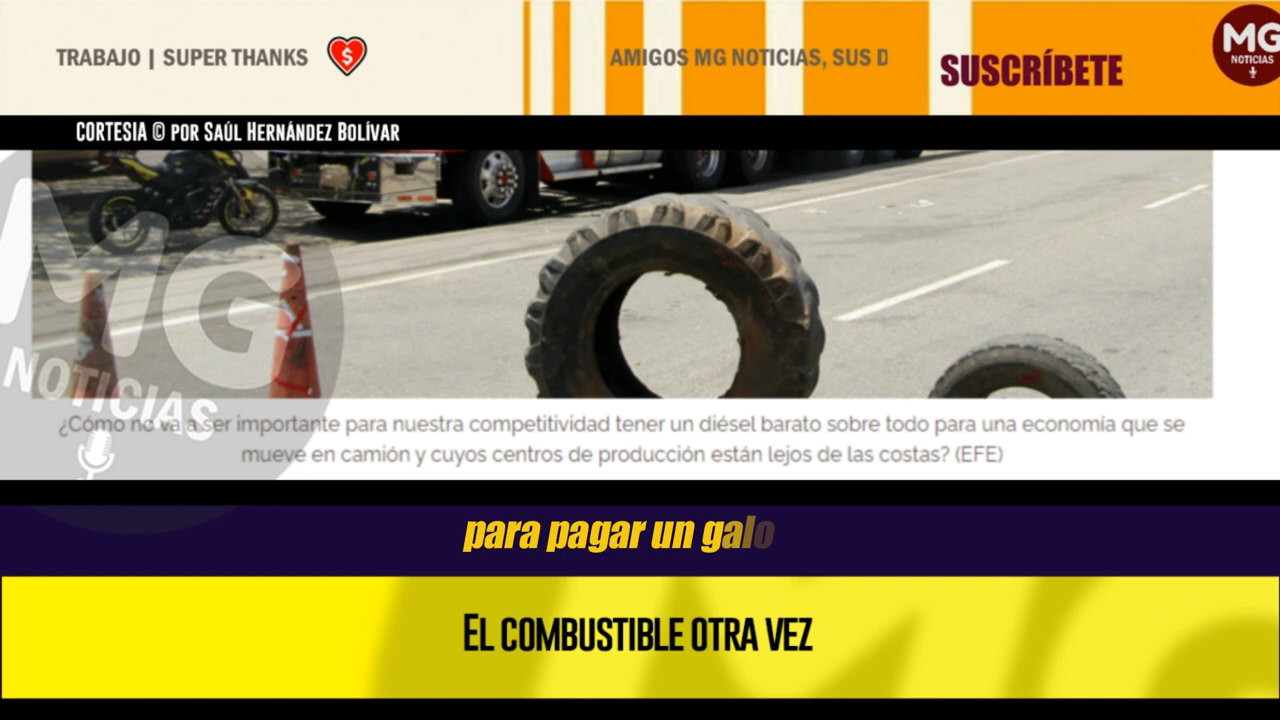 TRABAJO | SUPER THANKS
AMIGOS MG NOTICIAS, SUS D
SUSCRÍBETE
MG
NOTICIAS
CORTESIA © POR SAÚL HERNÁNDEZ BOLÍVAR
MG
NOTICIAS
¿Cómo no va a ser importante para nuestra competitividad tener un diésel barato sobre todo para una economía que se
mueve en camión y cuyos centros de producción están lejos de las costas? (EFE)
para pagar un galo
EL COMBUSTIBLE OTRA VEZ